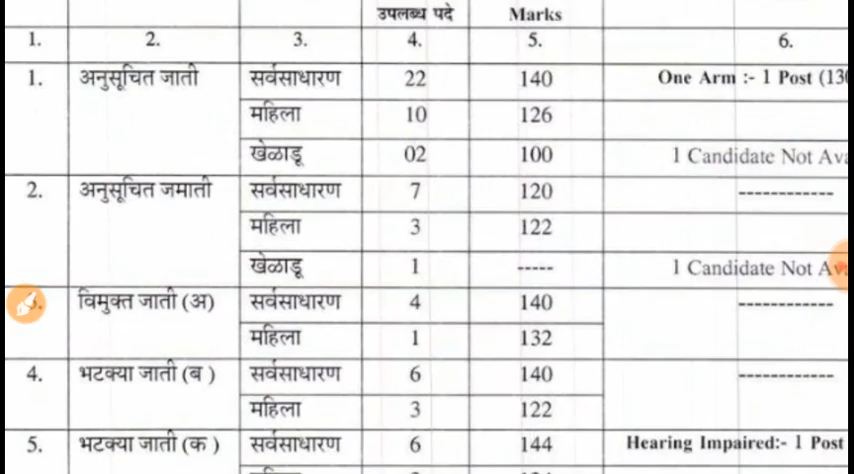 उपलब्ध पदे Marks
1. 2. 3. 4. 5. 6.
1. अनुसूचित जाती सर्वसाधारण 22 140 One Arm :- 1 Post
महिला 10 126
खेळाडू 02 100 1 Candidate Not
2. अनुसूचित जमाती सर्वसाधारण 7 120 ------------
महिला 3 122
खेळाडू 1 ----- 1 Candidate Not
3. विमुक्त जाती (अ) सर्वसाधारण 4 140 ------------
महिला 1 132
4. भटक्या जाती (ब ) सर्वसाधारण 6 140 ------------
महिला 3 122
5. भटक्या जाती (क ) सर्वसाधारण 6 144 Hearing Impaired:- 1 Post